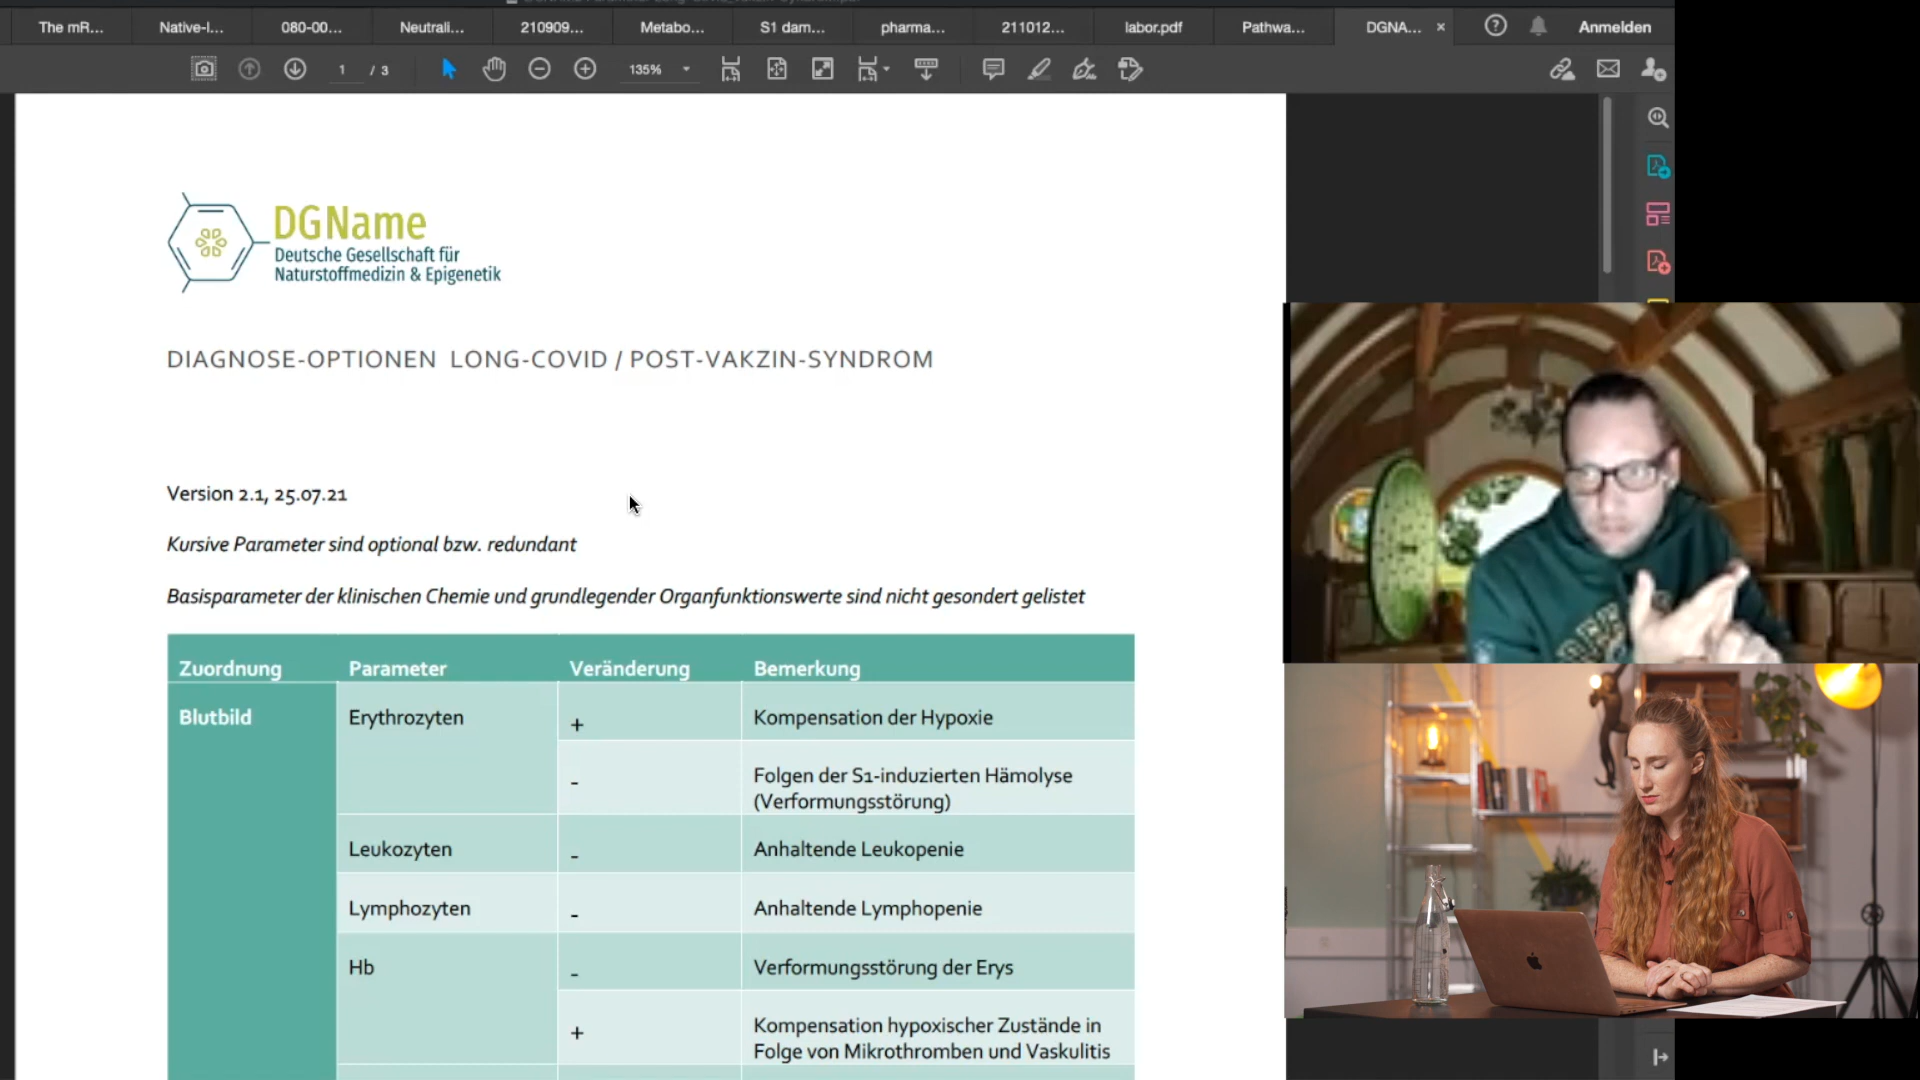 The mR...
Native-l...
080-00...
Neutrali...
210909...
Metabo...
S1 dam...
pharma...
211012...
labor.pdf
Pathwa...
DGNA...
Anmelden
1 / 3
135%
DGName
Deutsche Gesellschaft für
Naturstoffmedizin & Epigenetik
DIAGNOSE-OPTIONEN LONG-COVID / POST-VAKZIN-SYNDROM
Version 2.1, 25.07.21
Kursive Parameter sind optional bzw. redundant
Basisparameter der klinischen Chemie und grundlegender Organfunktionswerte sind nicht gesondert gelistet
Zuordnung Parameter Veränderung Bemerkung
Blutbild Erythrozyten + Kompensation der Hypoxie
- Folgen der S1-induzierten Hämolyse
(Verformungsstörung)
Leukozyten - Anhaltende Leukopenie
Lymphozyten - Anhaltende Lymphopenie
Hb - Verformungsstörung der Erys
+ Kompensation hypoxischer Zustände in
Folge von Mikrothromben und Vaskulitis